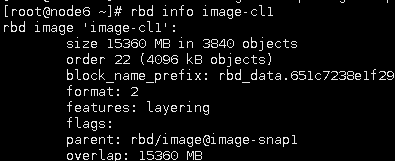 [root@node6 ~]# rbd info image-cl1
rbd image 'image-cl1':
size 15360 MB in 3840 objects
order 22 (4096 kB objects)
block_name_prefix: rbd_data.651c7238e1f29
format: 2
features: layering
flags:
parent: rbd/image@image-snap1
overlap: 15360 MB